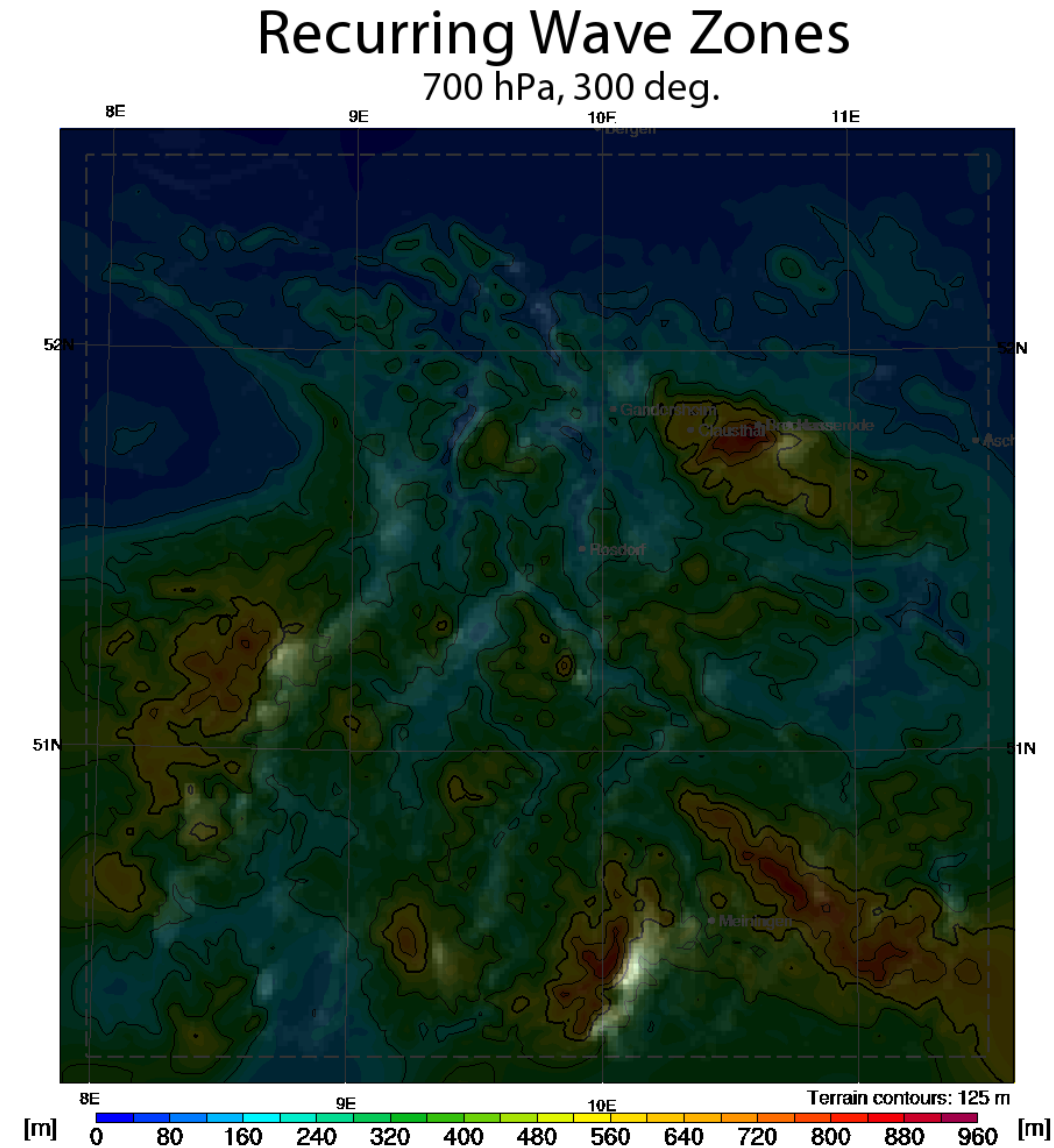 Recurring Wave Zones
700 hPa, 300 deg.
8E 9E 10E 11E
Bergen
52N 52N
Gandersheim
Clausthal
Asch
Rosdorf
51N 51N
Meiningen
8E 9E 10E Terrain contours: 125 m
[m] 0 80 160 240 320 400 480 560 640 720 800 880 960 [m]